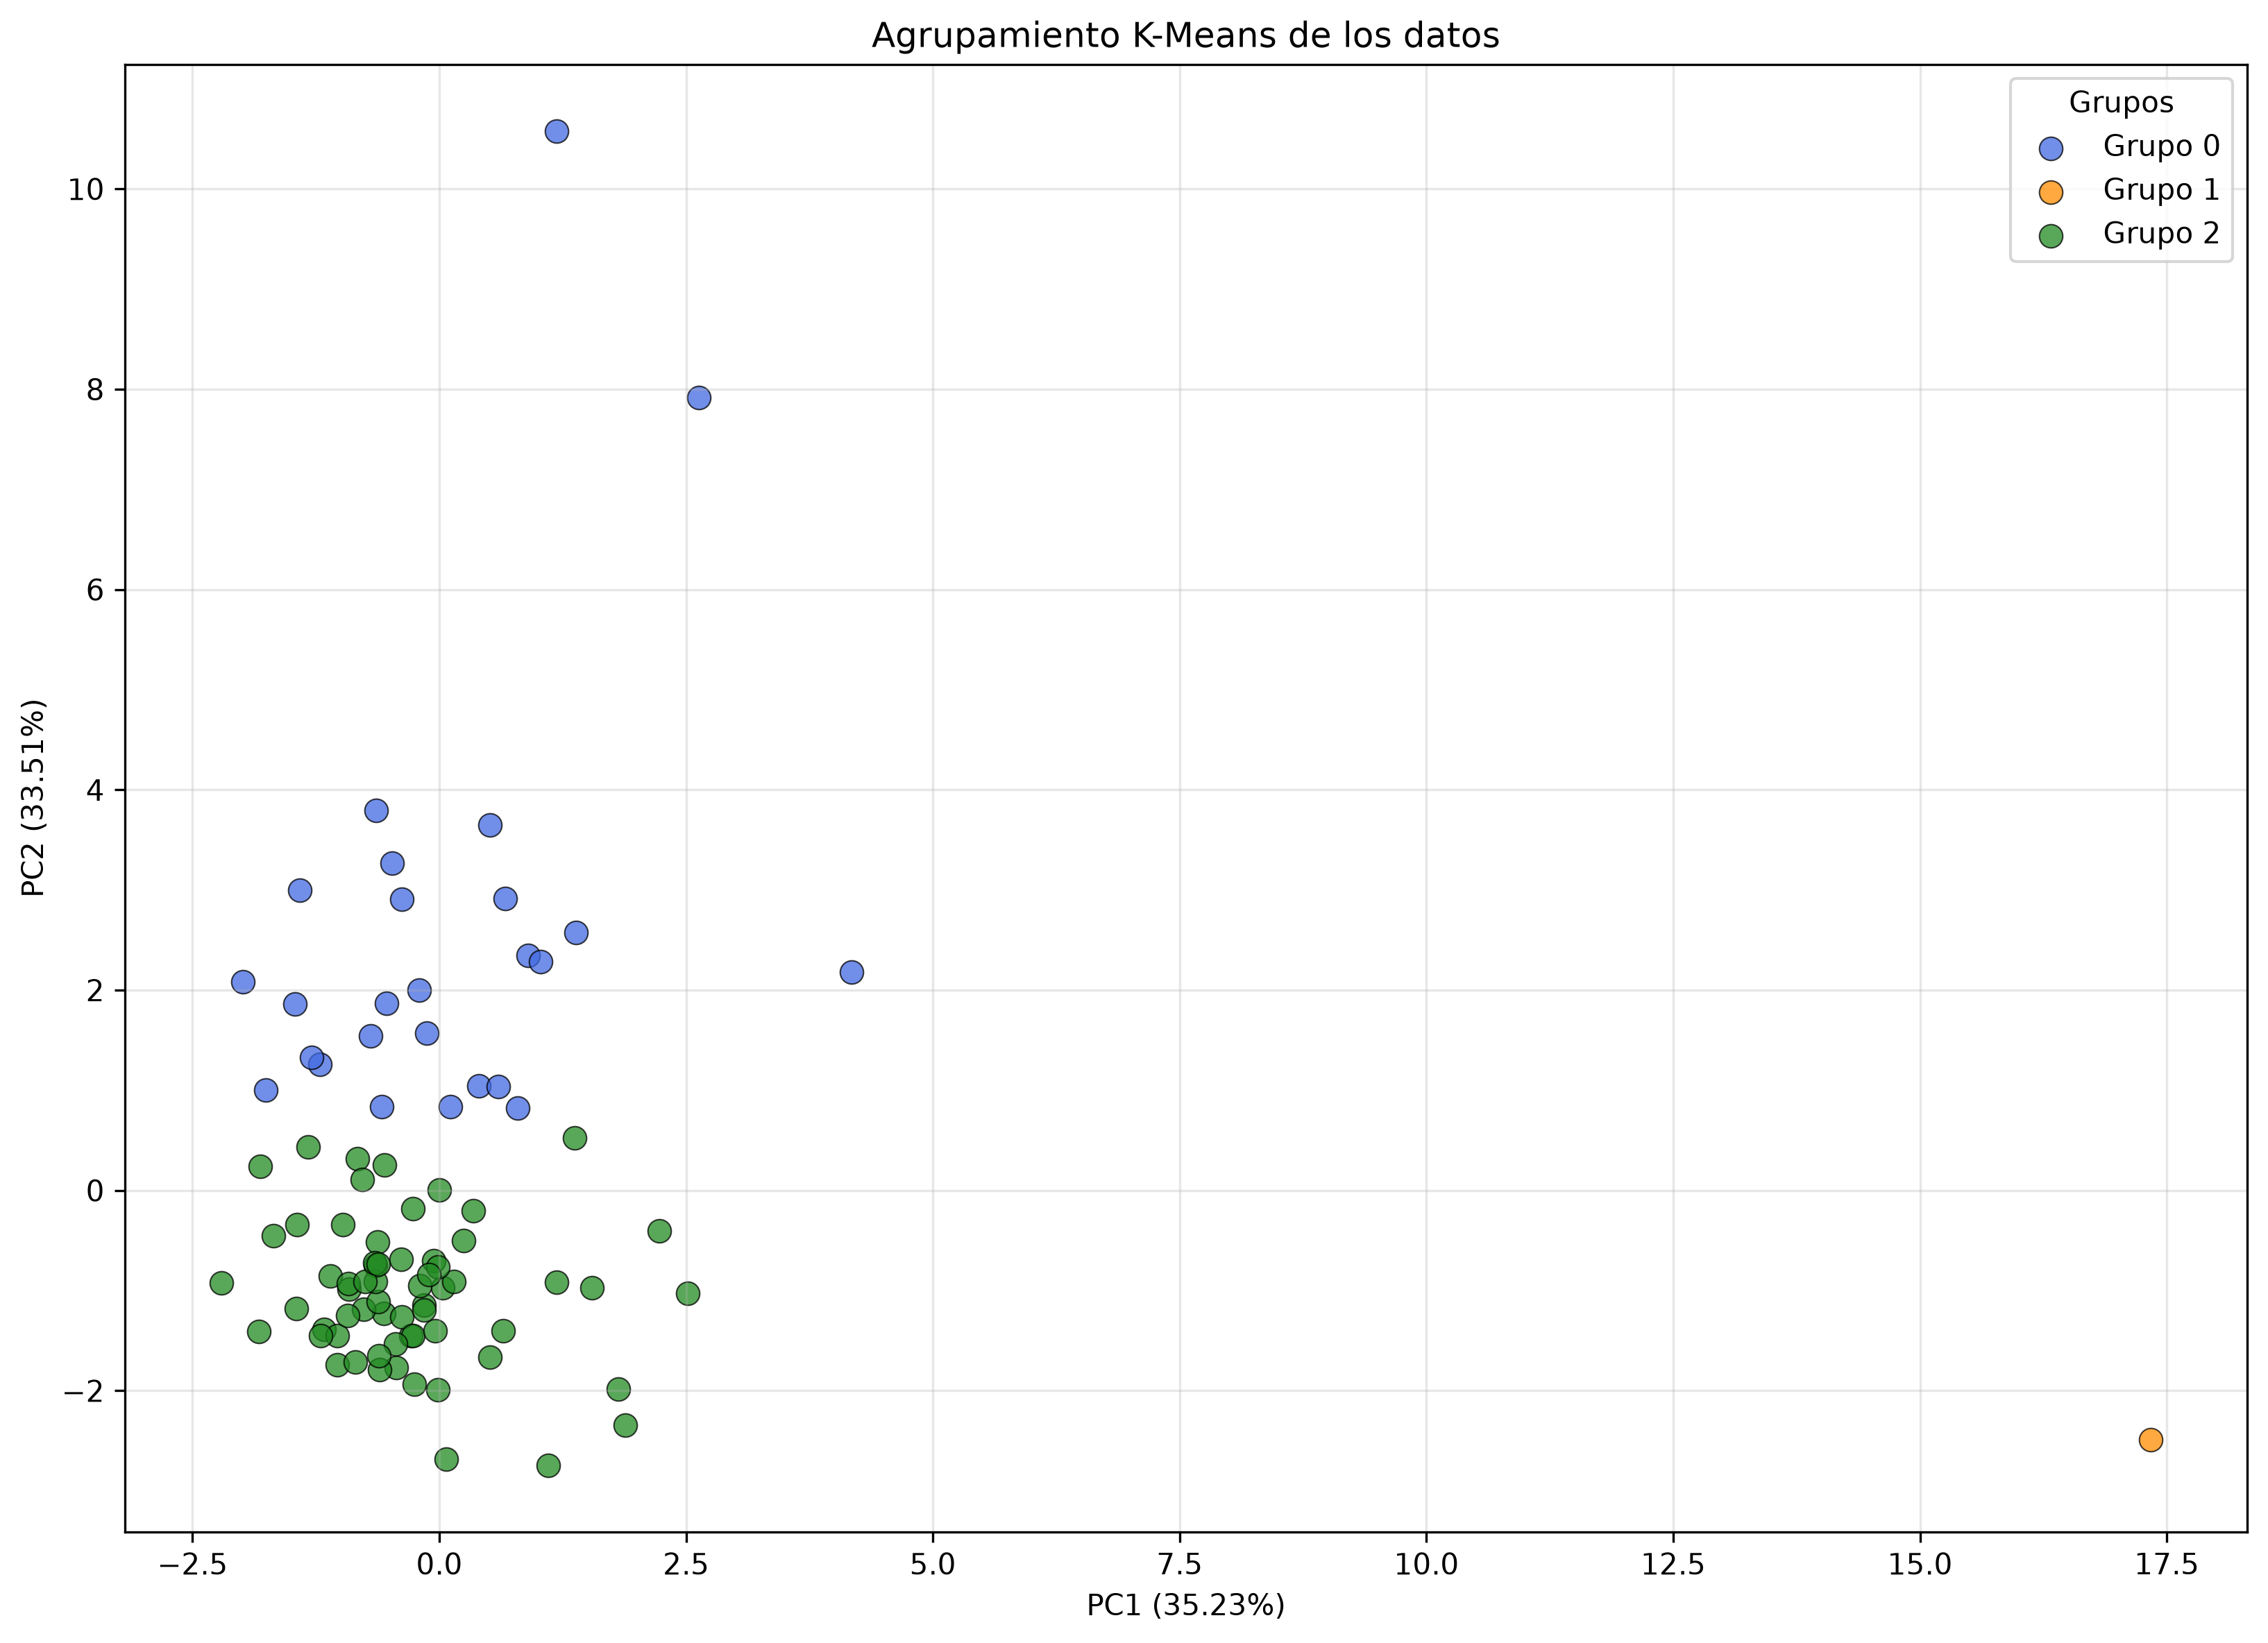 Agrupamiento K-Means de los datos
Grupos
Grupo 0
Grupo 1
Grupo 2
10
8
6
4
2
0
−2
PC2 (33.51%)
−2.5 0.0 2.5 5.0 7.5 10.0 12.5 15.0 17.5
PC1 (35.23%)